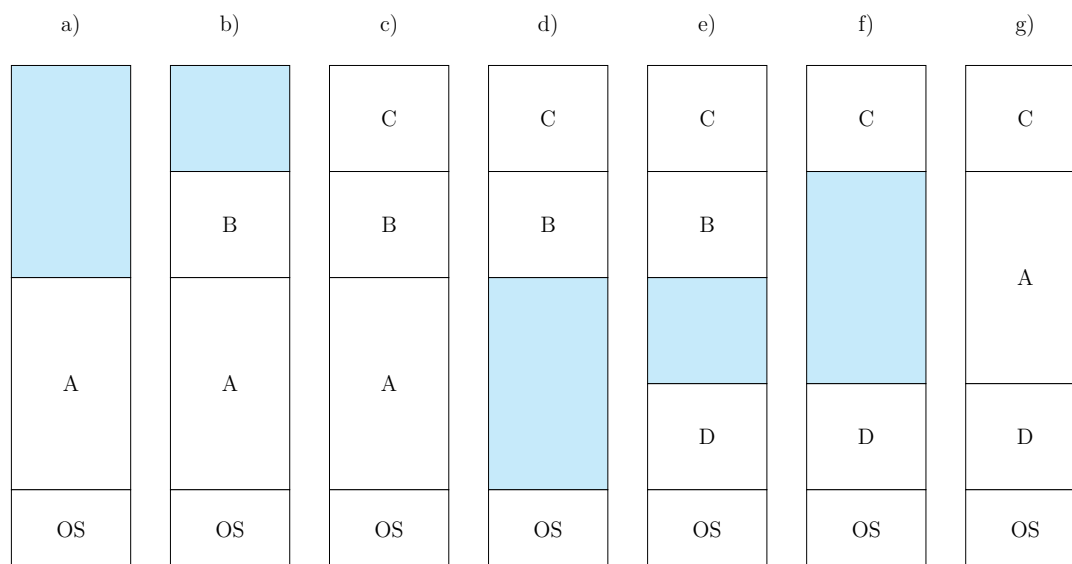 a) b) c) d) e) f) g)
C C C C C
B B B B A
A A A D D D
OS OS OS OS OS OS OS